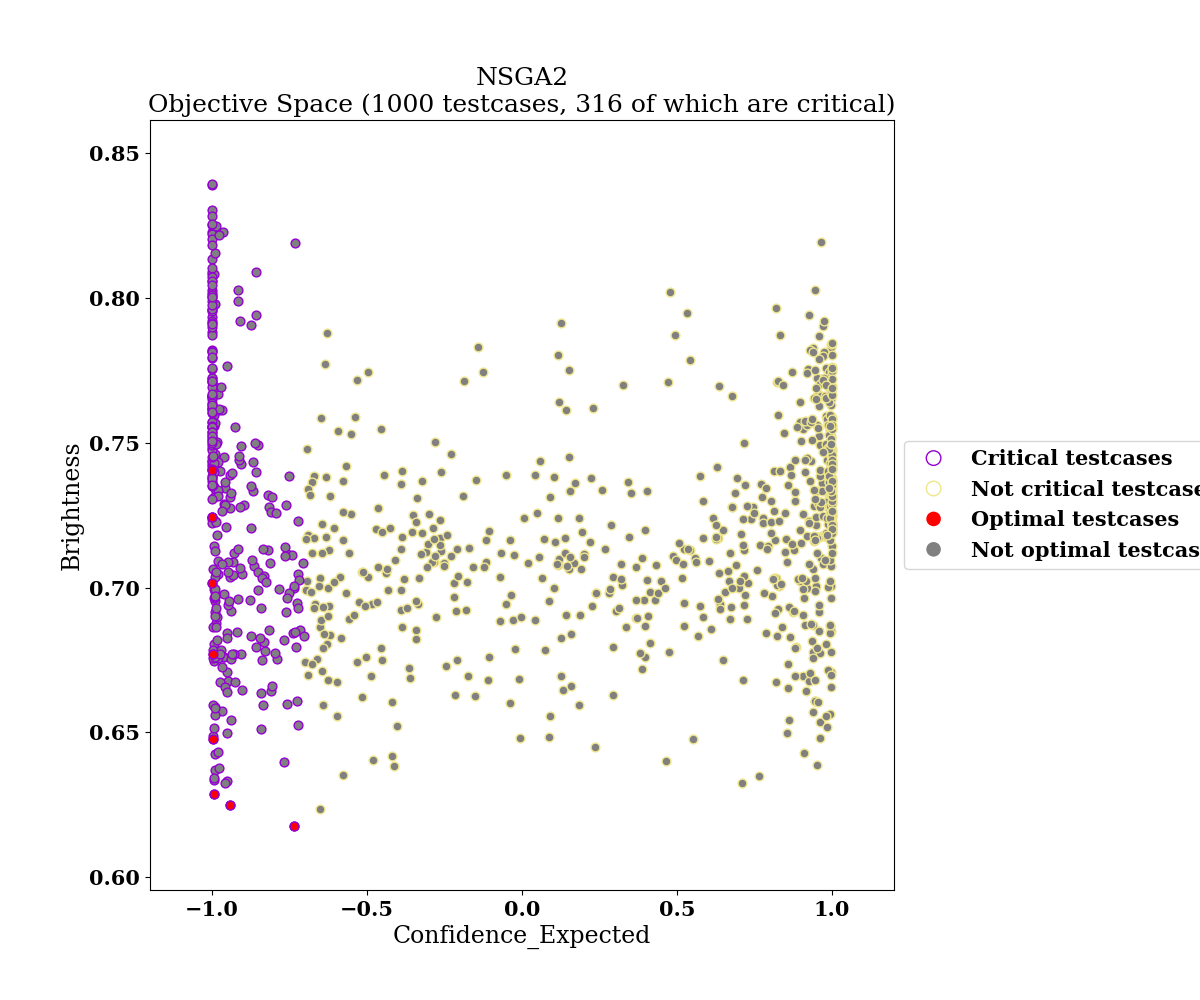 NSGA2
Objective Space (1000 testcases, 316 of which are critical)
0.85
0.80
0.75
0.70
0.65
0.60
Brightness
−1.0
−0.5
0.0
0.5
1.0
Confidence_Expected
Critical testcases
Not critical testcase
Optimal testcases
Not optimal testcas